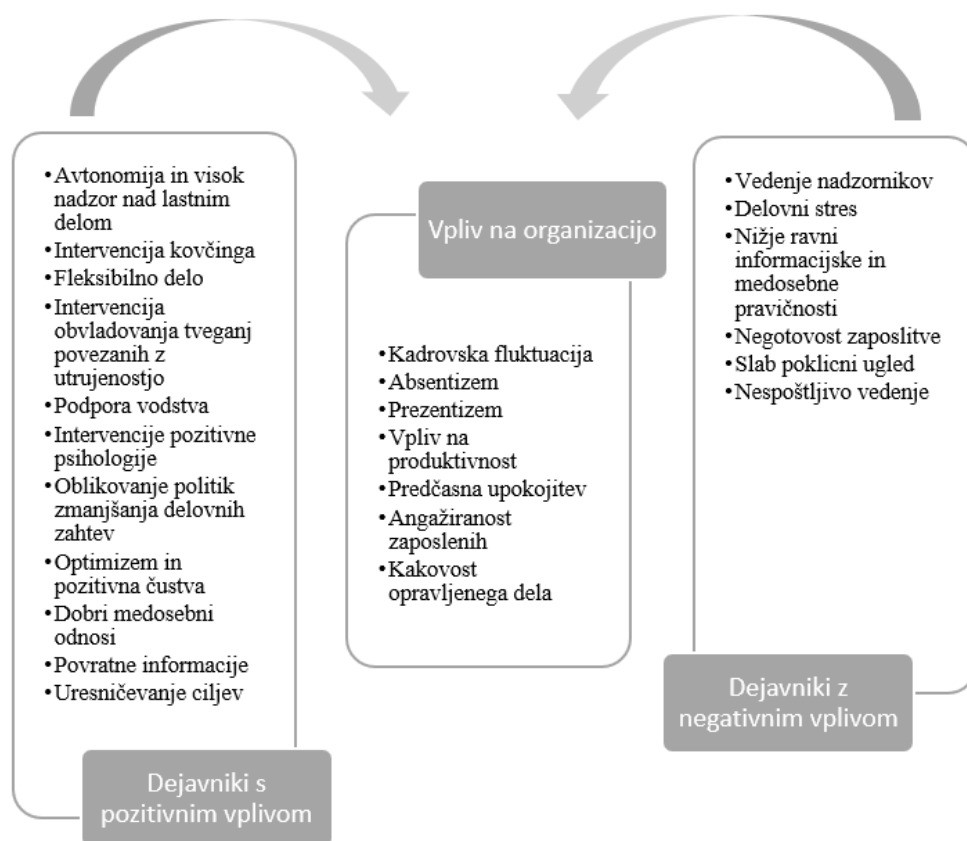 •Avtonomija in visok
nadzor nad lastnim
delom
•Intervencija kovčinga
•Fleksibilno delo
•Intervencija
obvladovanja tveganj
povezanih z
utrujenostjo
•Podpora vodstva
•Intervencije pozitivne
psihologije
•Oblikovanje politik
zmanjšanja delovnih
zahtev
•Optimizem in
pozitivna čustva
•Dobri medosebni
odnosi
•Povratne informacije
•Uresničevanje ciljev
Dejavniki s
pozitivnim vplivom
Vpliv na organizacijo
•Kadrovska fluktuacija
•Absentizem
•Prezentizem
•Vpliv na
produktivnost
•Predčasna upokojitev
•Angažiranost
zaposlenih
•Kakovost
opravljenega dela
•Vedenje nadzornikov
•Delovni stres
•Nižje ravni
informacijske in
medosebne
pravičnosti
•Negotovost zaposlitve
•Slab poklicni ugled
•Nespoštljivo vedenje
Dejavniki z
negativnim vplivom